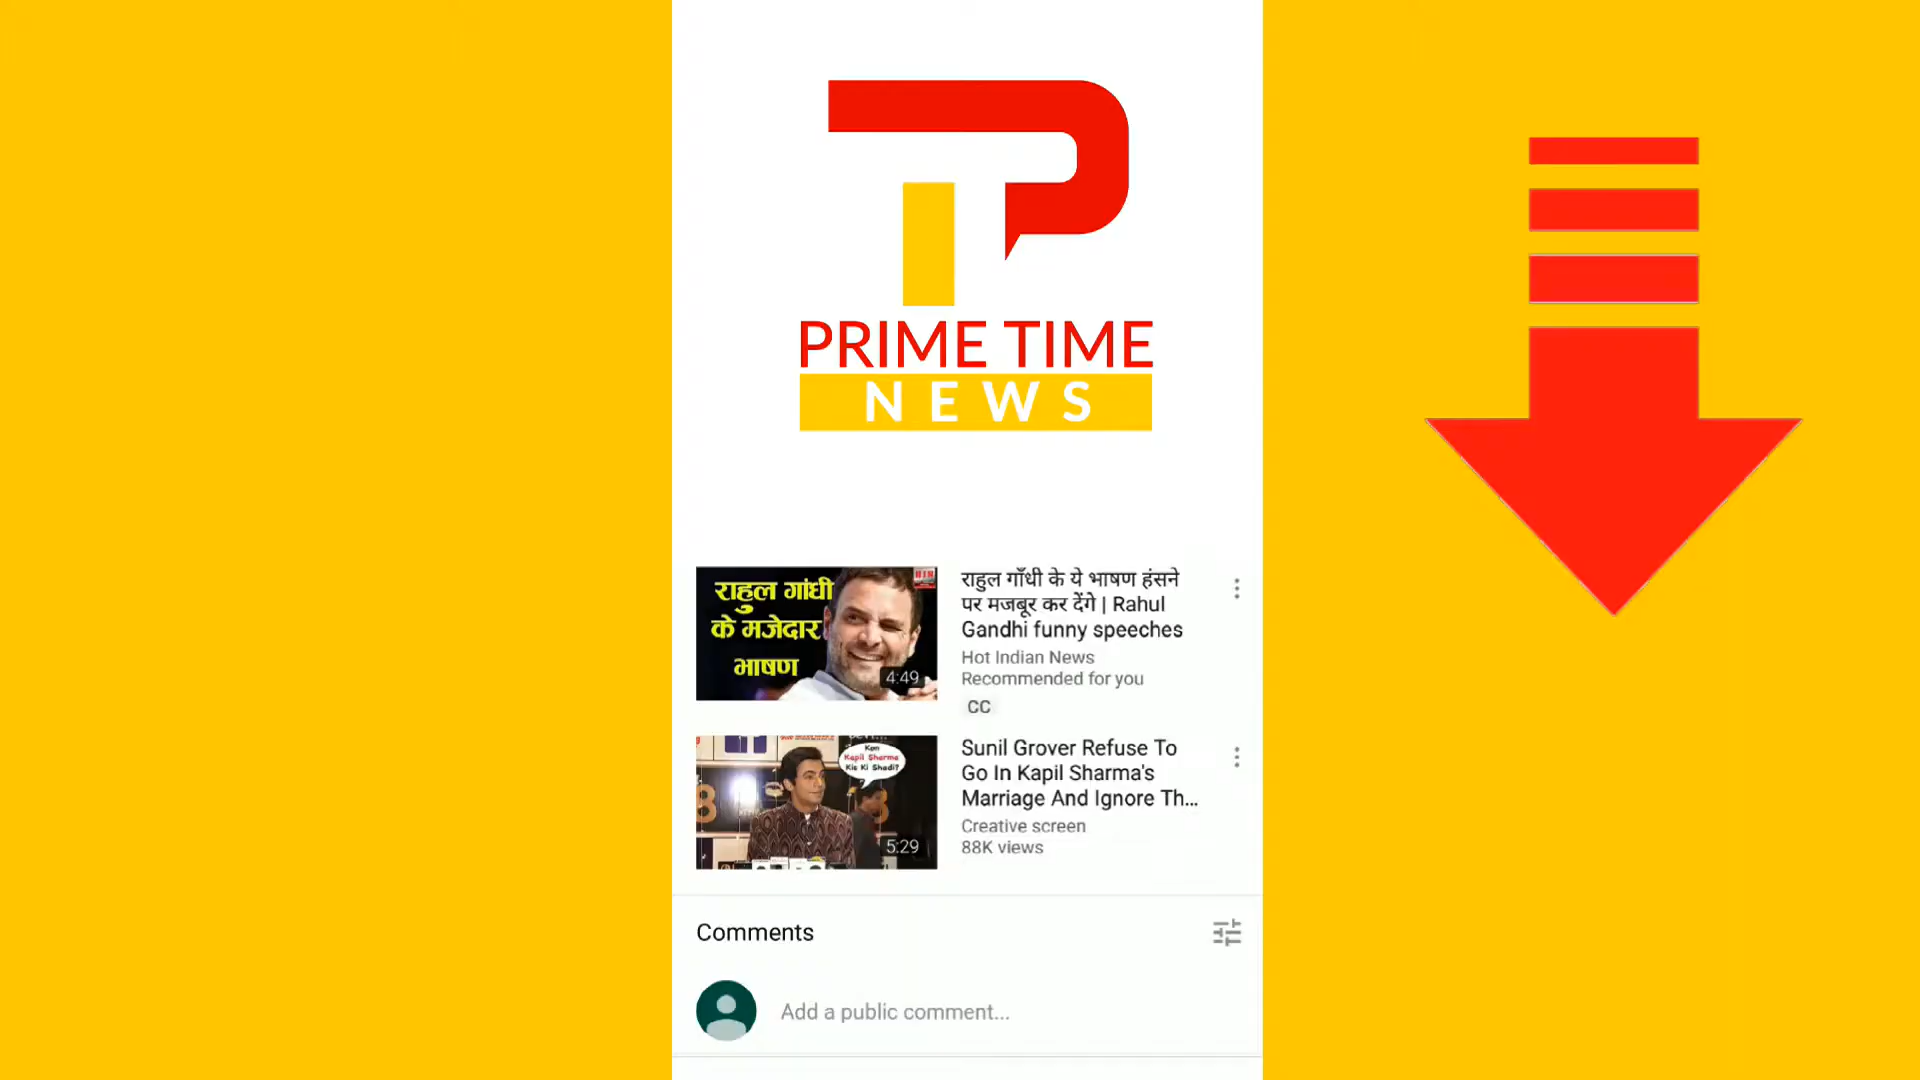 PRIME TIME
NEWS
राहुल गांधी
के मजेदार
भाषण
4:49
राहुल गाँधी के ये भाषण हंसने
पर मजबूर कर देंगे | Rahul
Gandhi funny speeches
Hot Indian News
Recommended for you
CC
Kon
Kapil Sharma
Kis Ki Shadi?
5:29
Sunil Grover Refuse To
Go In Kapil Sharma's
Marriage And Ignore Th...
Creative screen
88K views
Comments
Add a public comment...